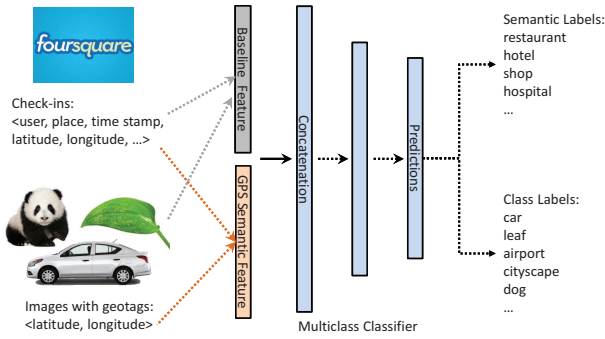 foursquare
Check-ins:
<user, place, time stamp,
latitude, longitude, …>
Images with geotags:
<latitude, longitude>
Baseline
Feature
GPS Semantic Feature
Concatenation
Predictions
Multiclass Classifier
Semantic Labels:
restaurant
hotel
shop
hospital
…
Class Labels:
car
leaf
airport
cityscape
dog
…